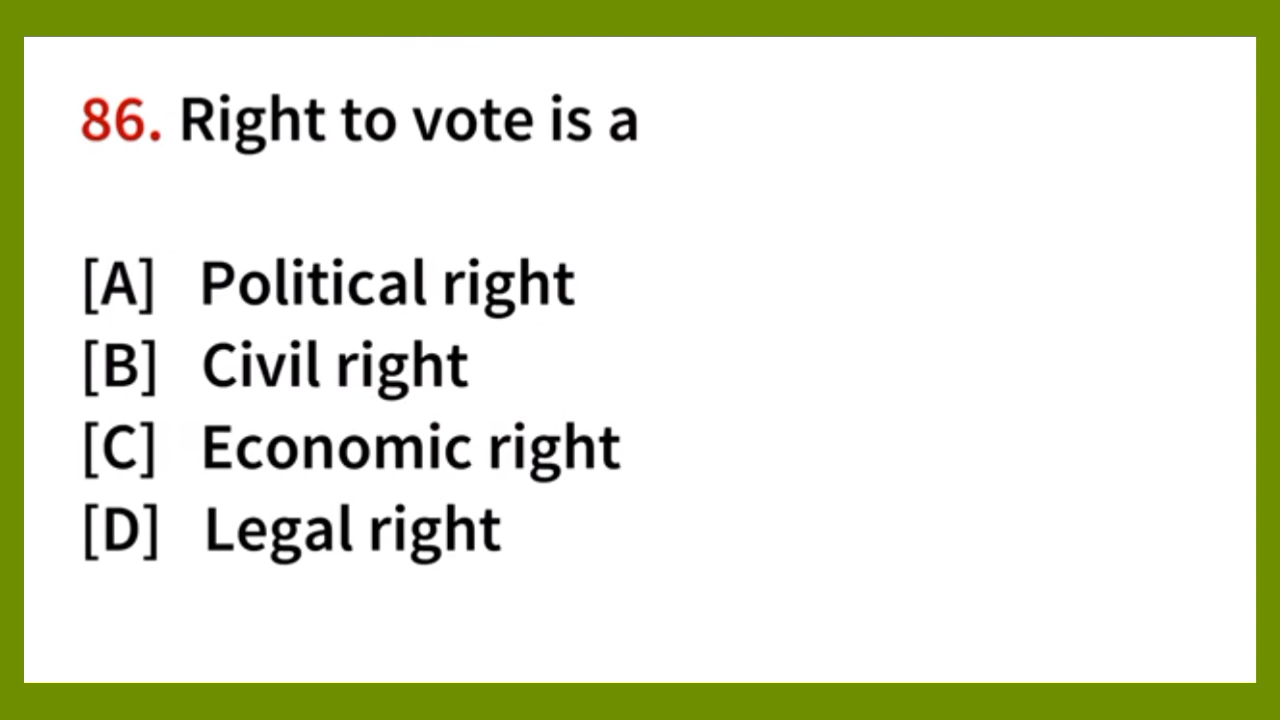 86. Right to vote is a
[A] Political right
[B] Civil right
[C] Economic right
[D] Legal right